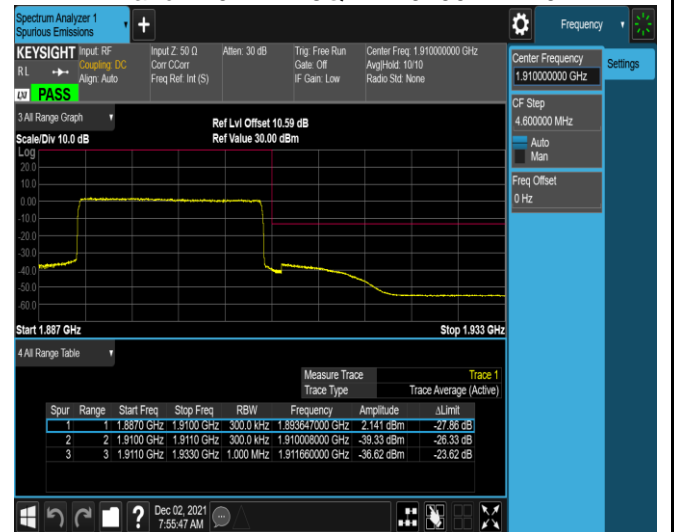 Spectrum Analyzer 1
Spurious Emissions
+
Frequency
KEYSIGHT Input: RF Input Z: 50 Ω Atten: 30 dB Trig: Free Run Center Freq: 1.910000000 GHz
RL Coupling: DC Corr CCorr Gate: Off Avg|Hold: 10/10
Align: Auto Freq Ref: Int (S) IF Gain: Low Radio Std: None
LXI PASS
Center Frequency
1.910000000 GHz
Settings
CF Step
4.600000 MHz
Auto
Man
Freq Offset
0 Hz
3 All Range Graph
Ref Lvl Offset 10.59 dB
Scale/Div 10.0 dB Ref Value 30.00 dBm
Log
20.0
10.0
0.00
-10.0
-20.0
-30.0
-40.0
-50.0
-60.0
Start 1.887 GHz Stop 1.933 GHz
4 All Range Table
Measure Trace Trace 1
Trace Type Trace Average (Active)
Spur Range Start Freq Stop Freq RBW Frequency Amplitude ΔLimit
1 1 1.8870 GHz 1.9100 GHz 300.0 kHz 1.893647000 GHz 2.141 dBm -27.86 dB
2 2 1.9100 GHz 1.9110 GHz 300.0 kHz 1.910008000 GHz -39.33 dBm -26.33 dB
3 3 1.9110 GHz 1.9330 GHz 1.000 MHz 1.911660000 GHz -36.62 dBm -23.62 dB
? Dec 02, 2021
7:55:47 AM